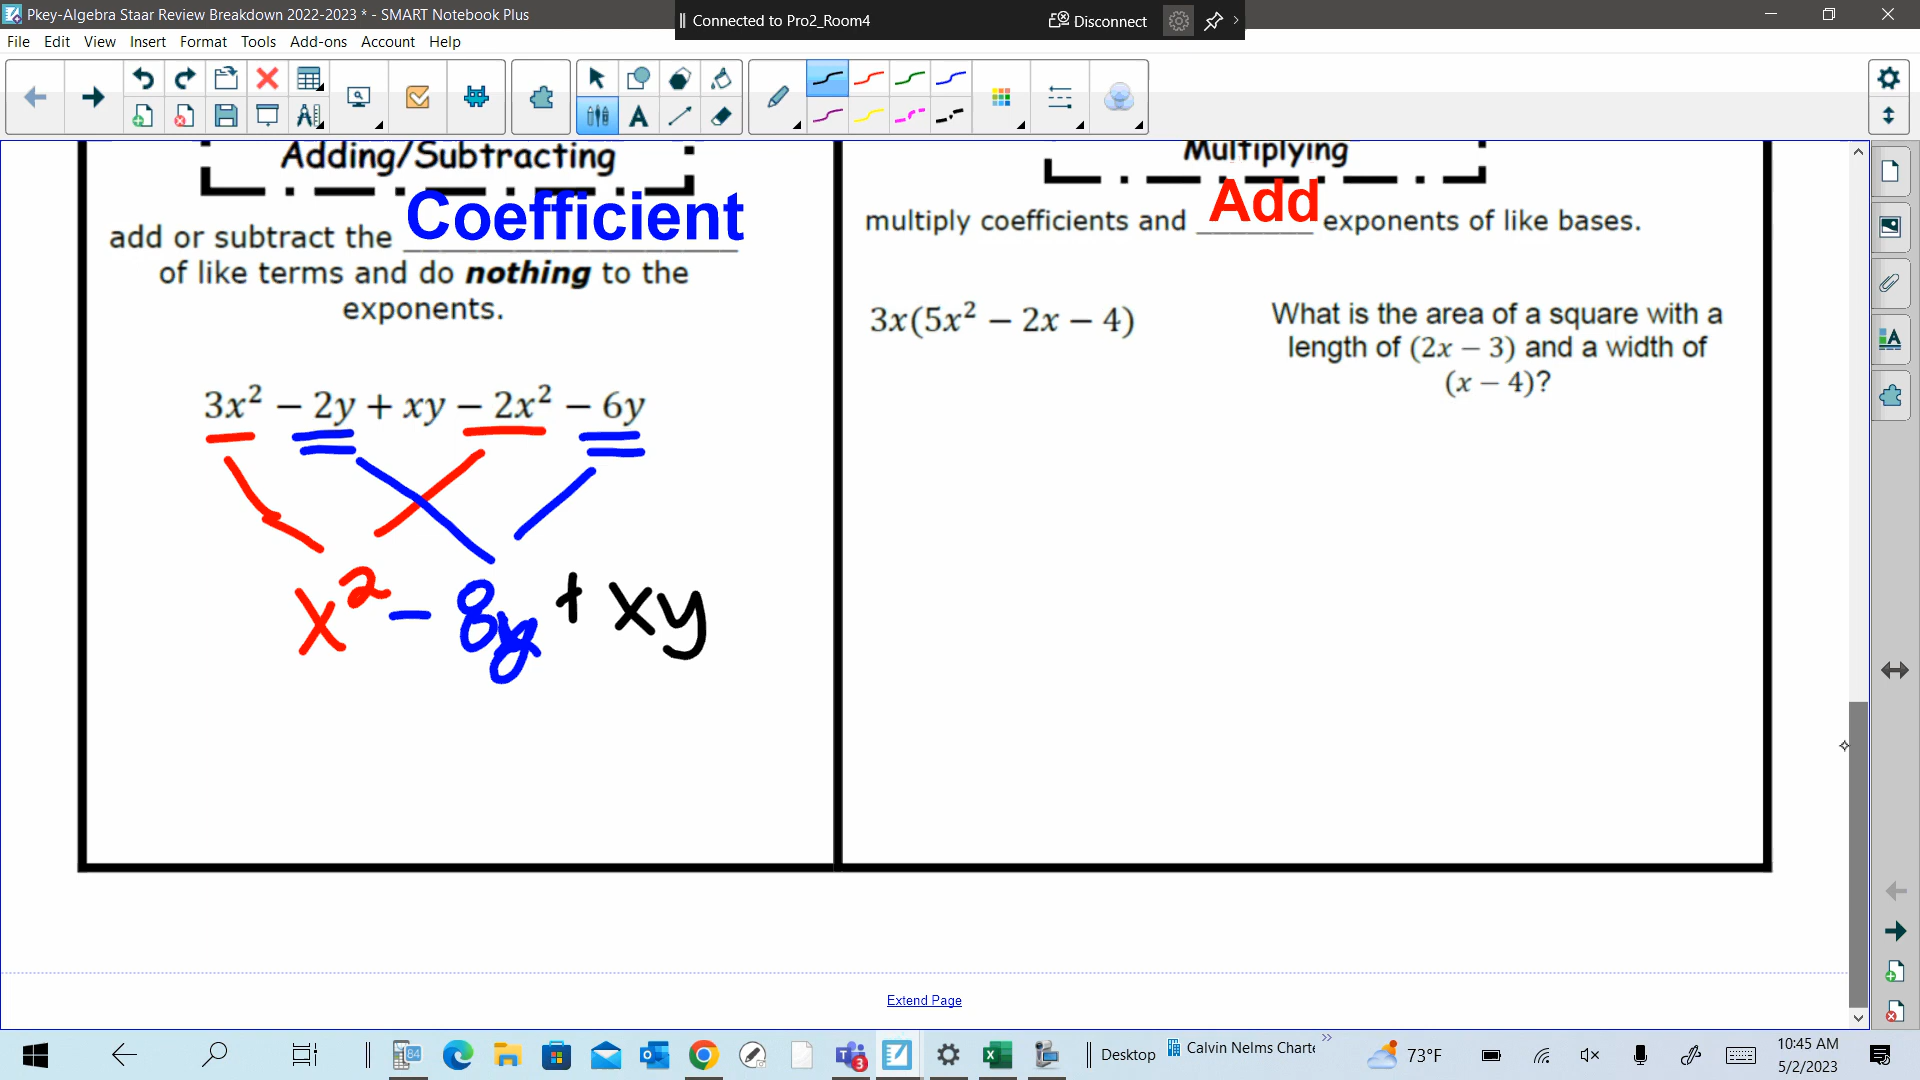 Pkey-Algebra Staar Review Breakdown 2022-2023 * - SMART Notebook Plus
Connected to Pro2_Room4
Disconnect
File Edit View Insert Format Tools Add-ons Account Help
Adding/Subtracting
add or subtract the Coefficient
of like terms and do nothing to the
exponents.
3x² − 2y + xy − 2x² − 6y
x² - 8y + xy
Multiplying
multiply coefficients and Add exponents of like bases.
3x(5x² − 2x − 4)
What is the area of a square with a
length of (2x − 3) and a width of
(x − 4)?
Extend Page
84
3
Desktop
Calvin Nelms Charte
73°F
10:45 AM
5/2/2023